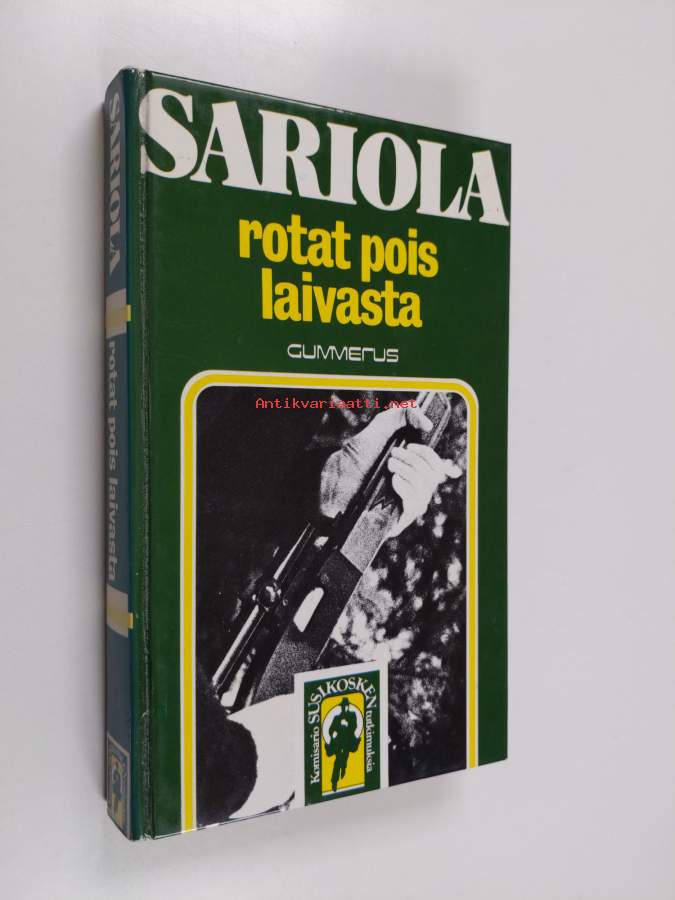 SARIOLA
rotat pois
laivasta
GUMMERUS
Antikvariaatti.net
Komisario SUSIKOSKEN tutkimuksia
SARIOLA
rotat pois laivasta